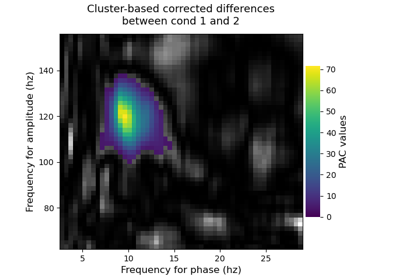 Cluster-based corrected differences
between cond 1 and 2
Frequency for amplitude (hz)
140
120
100
80
5 10 15 20 25
Frequency for phase (hz)
70
60
50
40
30
20
10
0
PAC values